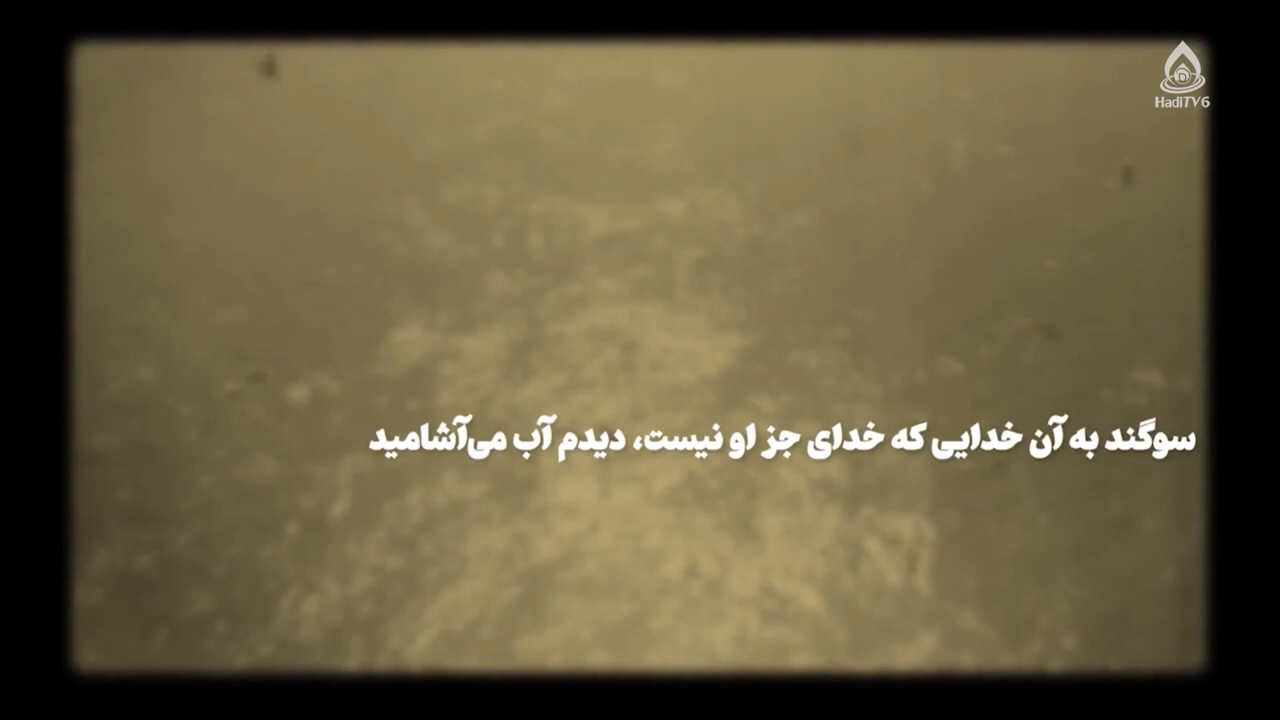 HadiTV6
سوگند به آن خدایی که خدای جز او نیست، دیدم آب می‌آشامید